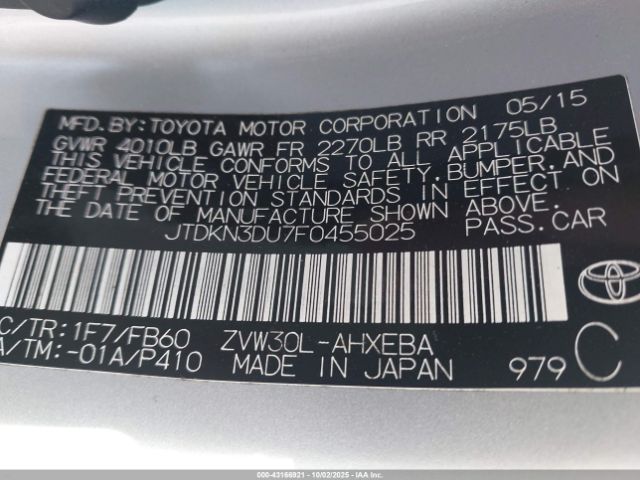 MFD. BY: TOYOTA MOTOR CORPORATION 05/15
GVWR 4010LB GAWR FR 2270LB RR 2175LB
THIS VEHICLE CONFORMS TO ALL APPLICABLE
FEDERAL MOTOR VEHICLE SAFETY, BUMPER, AND
THEFT PREVENTION STANDARDS IN EFFECT ON
THE DATE OF MANUFACTURE SHOWN ABOVE.
JTDKN3DU7F0455025 PASS. CAR
C/TR: 1F7/FB60 ZVW30L-AHXEBA C
A/TM: -01A/P410 MADE IN JAPAN 979
000-43166921 - 10/02/2025 - IAA Inc.